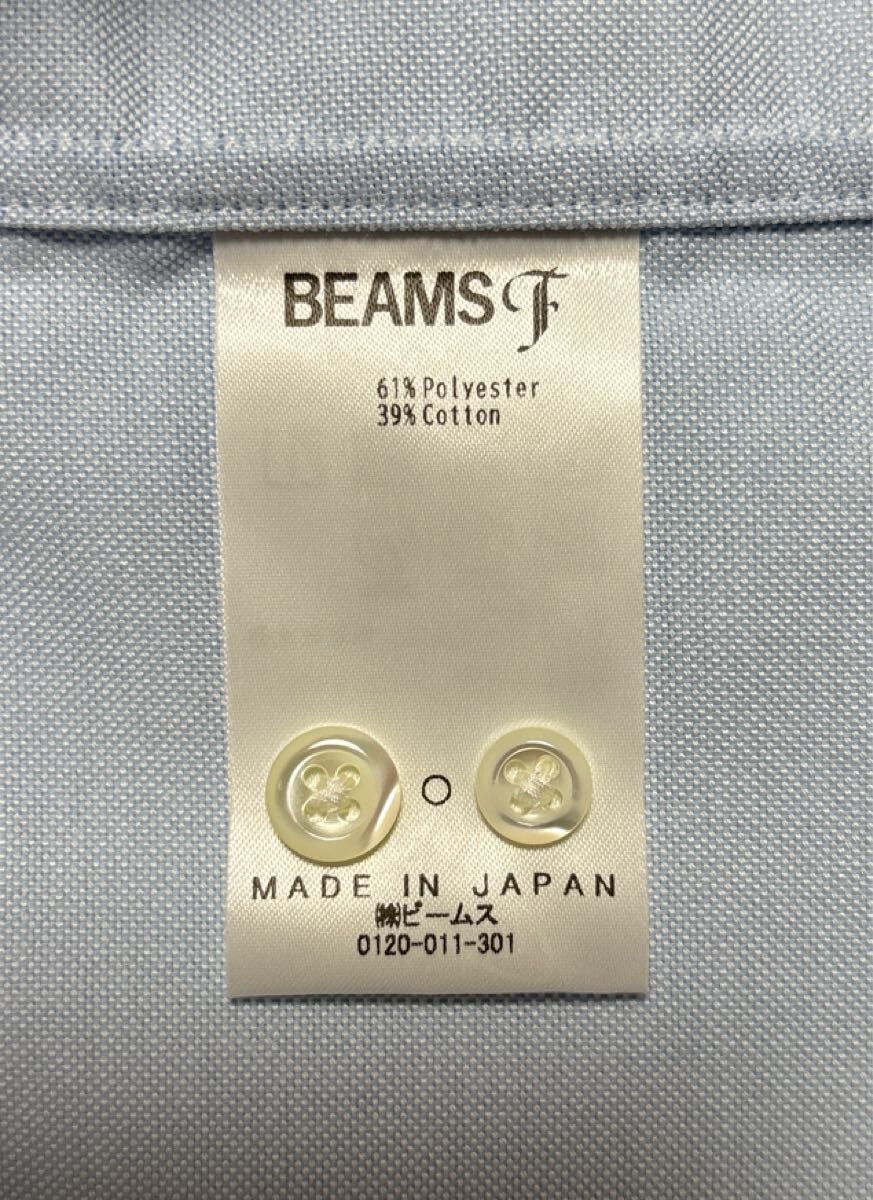 BEAMS F
61% Polyester
39% Cotton
MADE IN JAPAN
㈱ビームス
0120-011-301